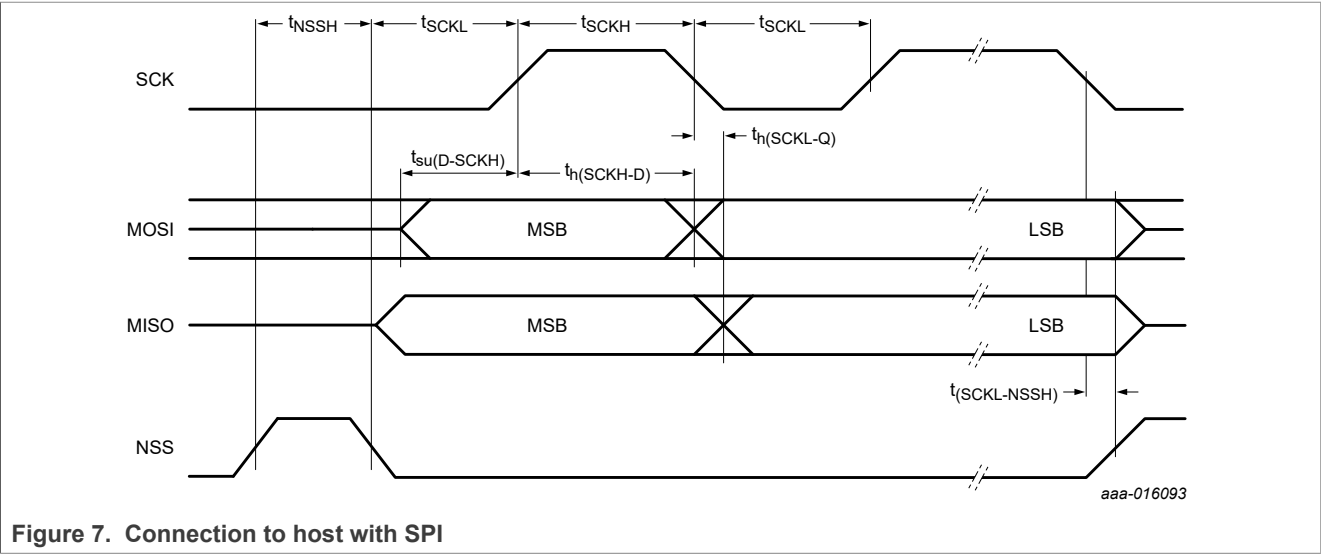 tNSSH tSCKL tSCKH tSCKL
SCK
th(SCKL-Q)
tsu(D-SCKH) th(SCKH-D)
MOSI MSB LSB
MISO MSB LSB
t(SCKL-NSSH)
NSS
aaa-016093
Figure 7. Connection to host with SPI